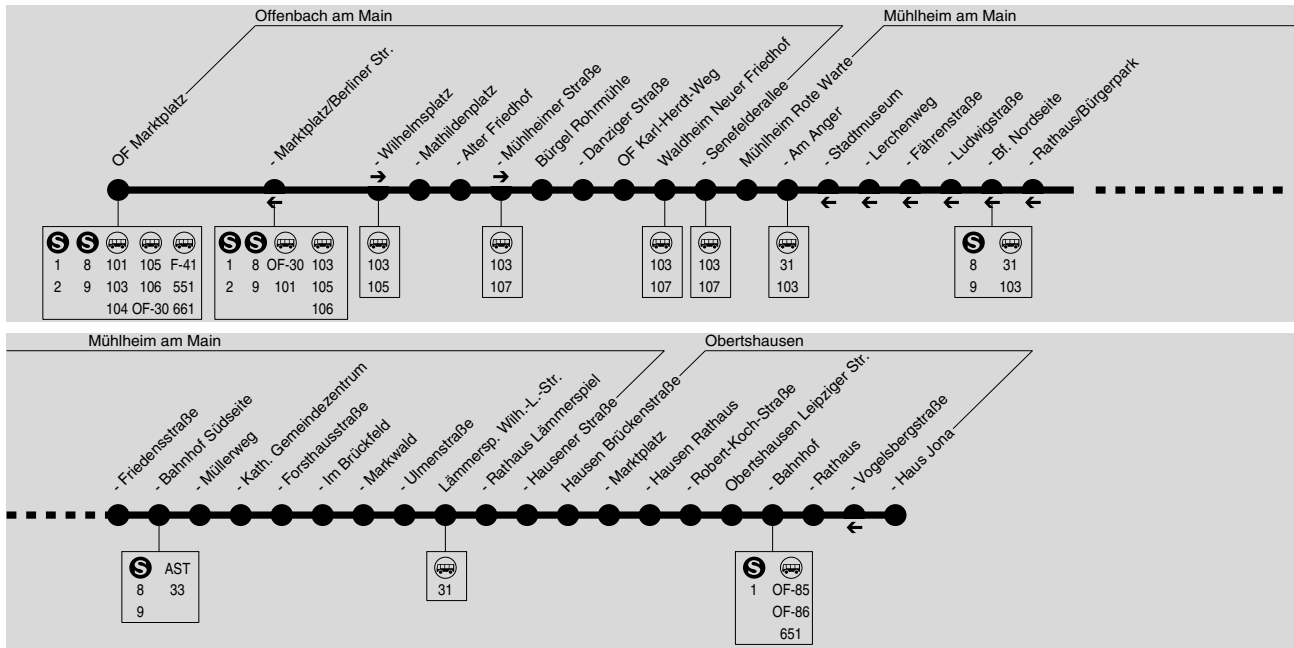 Offenbach am Main
Mühlheim am Main
OF Marktplatz
- Marktplatz/Berliner Str.
- Wilhelmsplatz
- Mathildenplatz
- Alter Friedhof
- Mühlheimer Straße
Bürgel Rohrmühle
- Danziger Straße
OF Karl-Herdt-Weg
Waldheim Neuer Friedhof
- Senefelderallee
Mühlheim Rote Warte
- Am Anger
- Stadtmuseum
- Lerchenweg
- Fährenstraße
- Ludwigstraße
- Bf. Nordseite
- Rathaus/Bürgerpark
S S
1 8 101 105 F-41
2 9 103 106 551
104 OF-30 661
S S
1 8 OF-30 103
2 9 101 105
106
103
105
103
107
103
107
103
107
31
103
S
8 31
9 103
Mühlheim am Main
Obertshausen
- Friedensstraße
- Bahnhof Südseite
- Müllerweg
- Kath. Gemeindezentrum
- Forsthausstraße
- Im Brückfeld
- Markwald
- Ulmenstraße
Lämmersp. Wilh.-L.-Str.
- Rathaus Lämmerspiel
- Hausener Straße
Hausen Brückenstraße
- Marktplatz
- Hausen Rathaus
- Robert-Koch-Straße
Obertshausen Leipziger Str.
- Bahnhof
- Rathaus
- Vogelsbergstraße
- Haus Jona
S AST
8 33
9
31
S
1 OF-85
OF-86
651